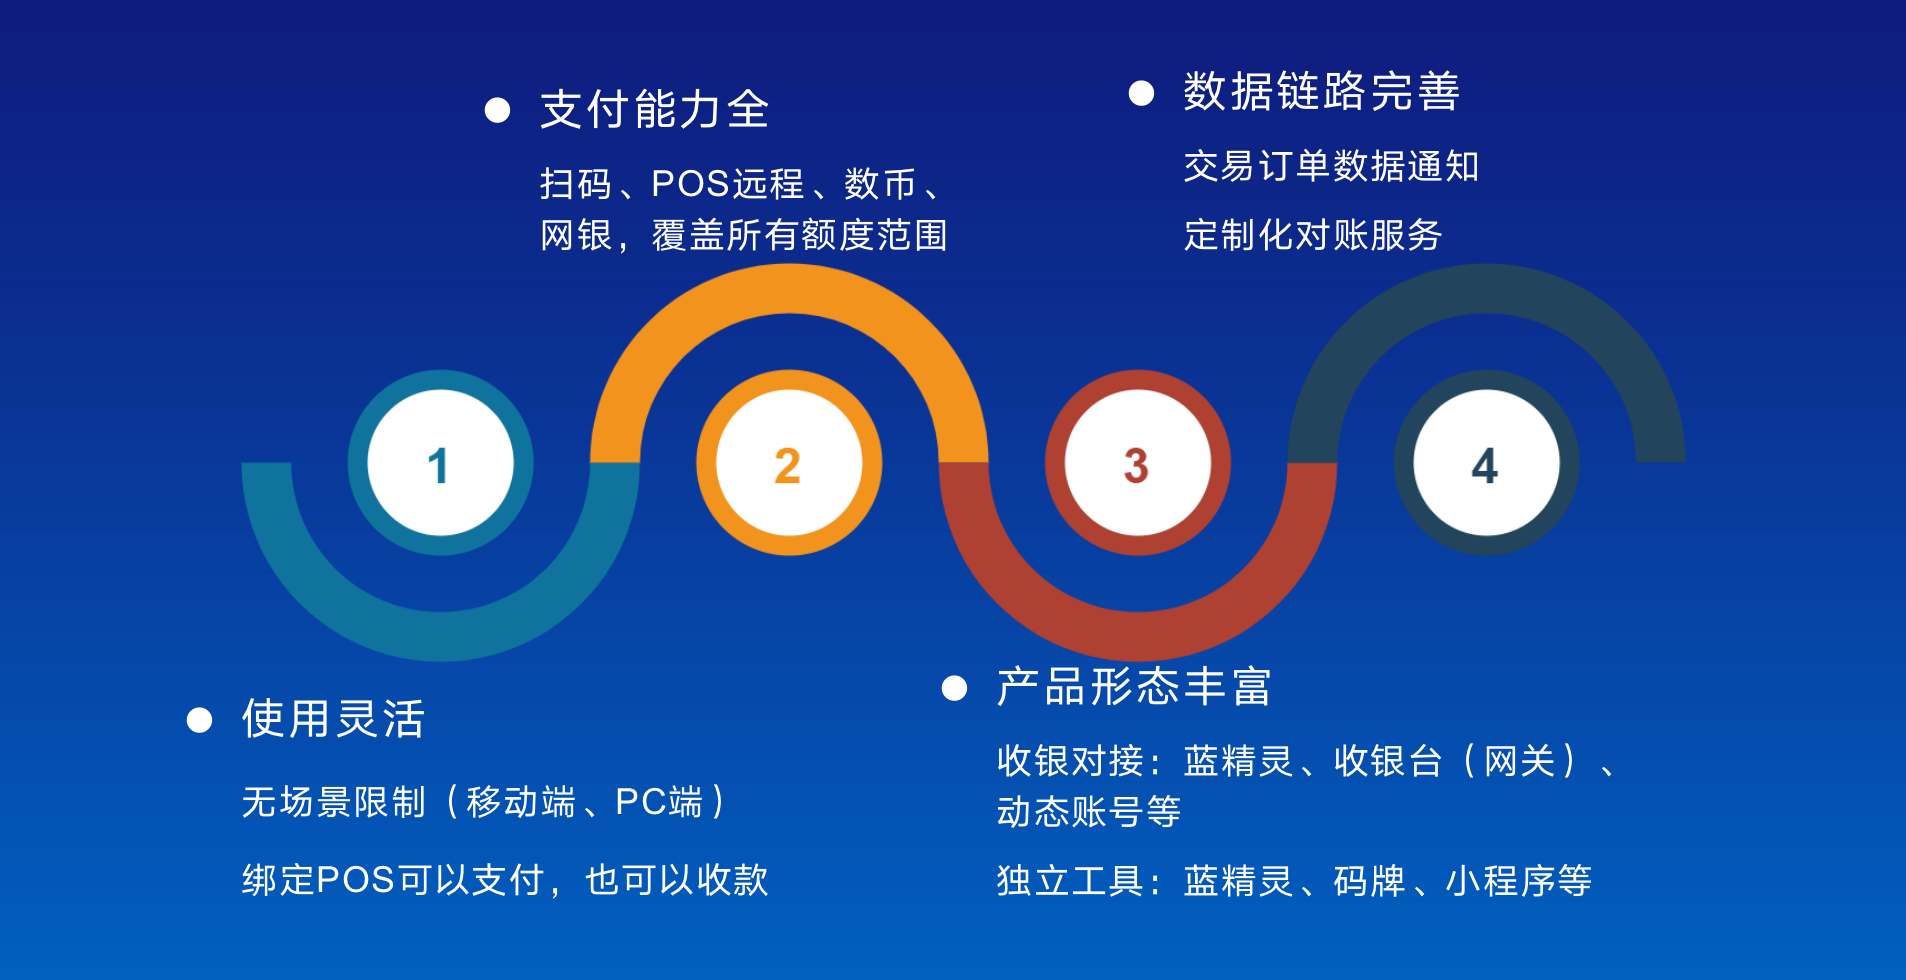 支付能力全
扫码、POS远程、数币、
网银，覆盖所有额度范围
数据链路完善
交易订单数据通知
定制化对账服务
1
2
3
4
使用灵活
无场景限制（移动端、PC端）
绑定POS可以支付，也可以收款
产品形态丰富
收银对接：蓝精灵、收银台（网关）、
动态账号等
独立工具：蓝精灵、码牌、小程序等